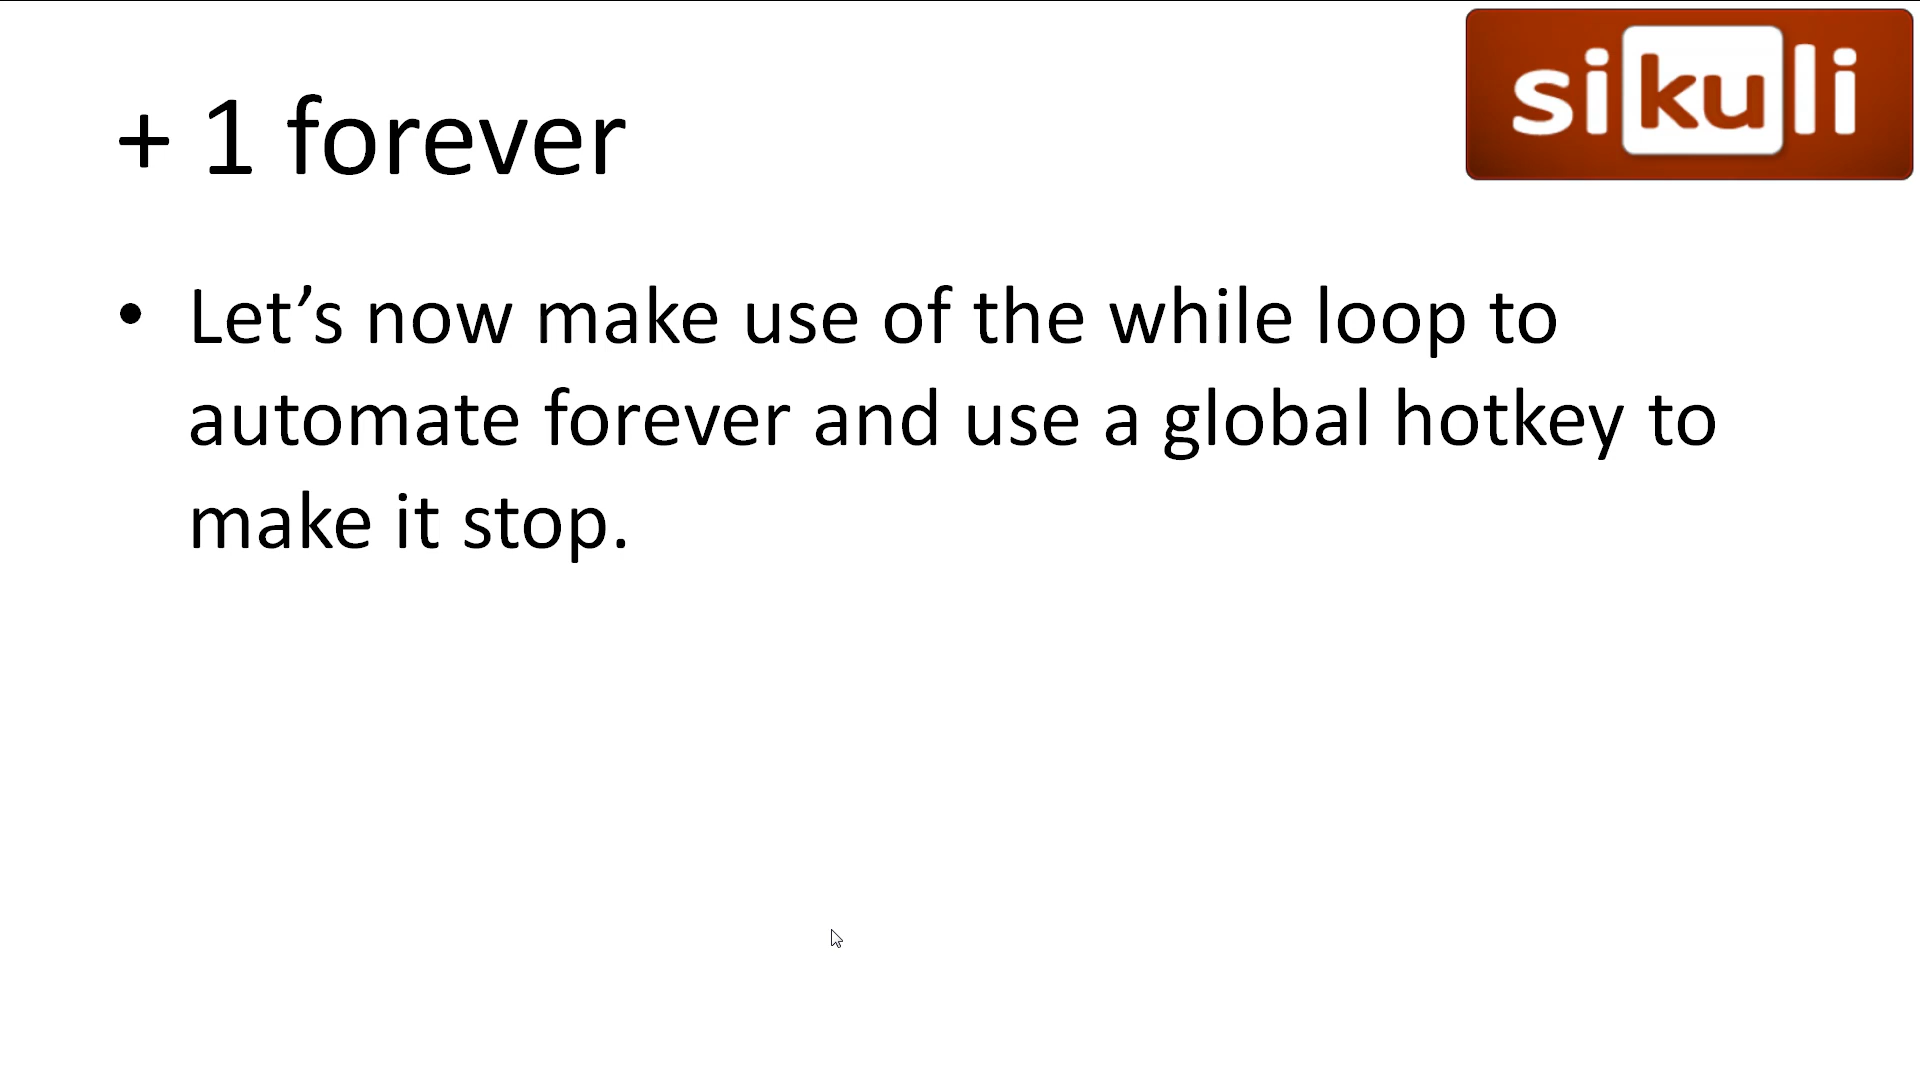 sikuli
+ 1 forever
• Let’s now make use of the while loop to
automate forever and use a global hotkey to
make it stop.